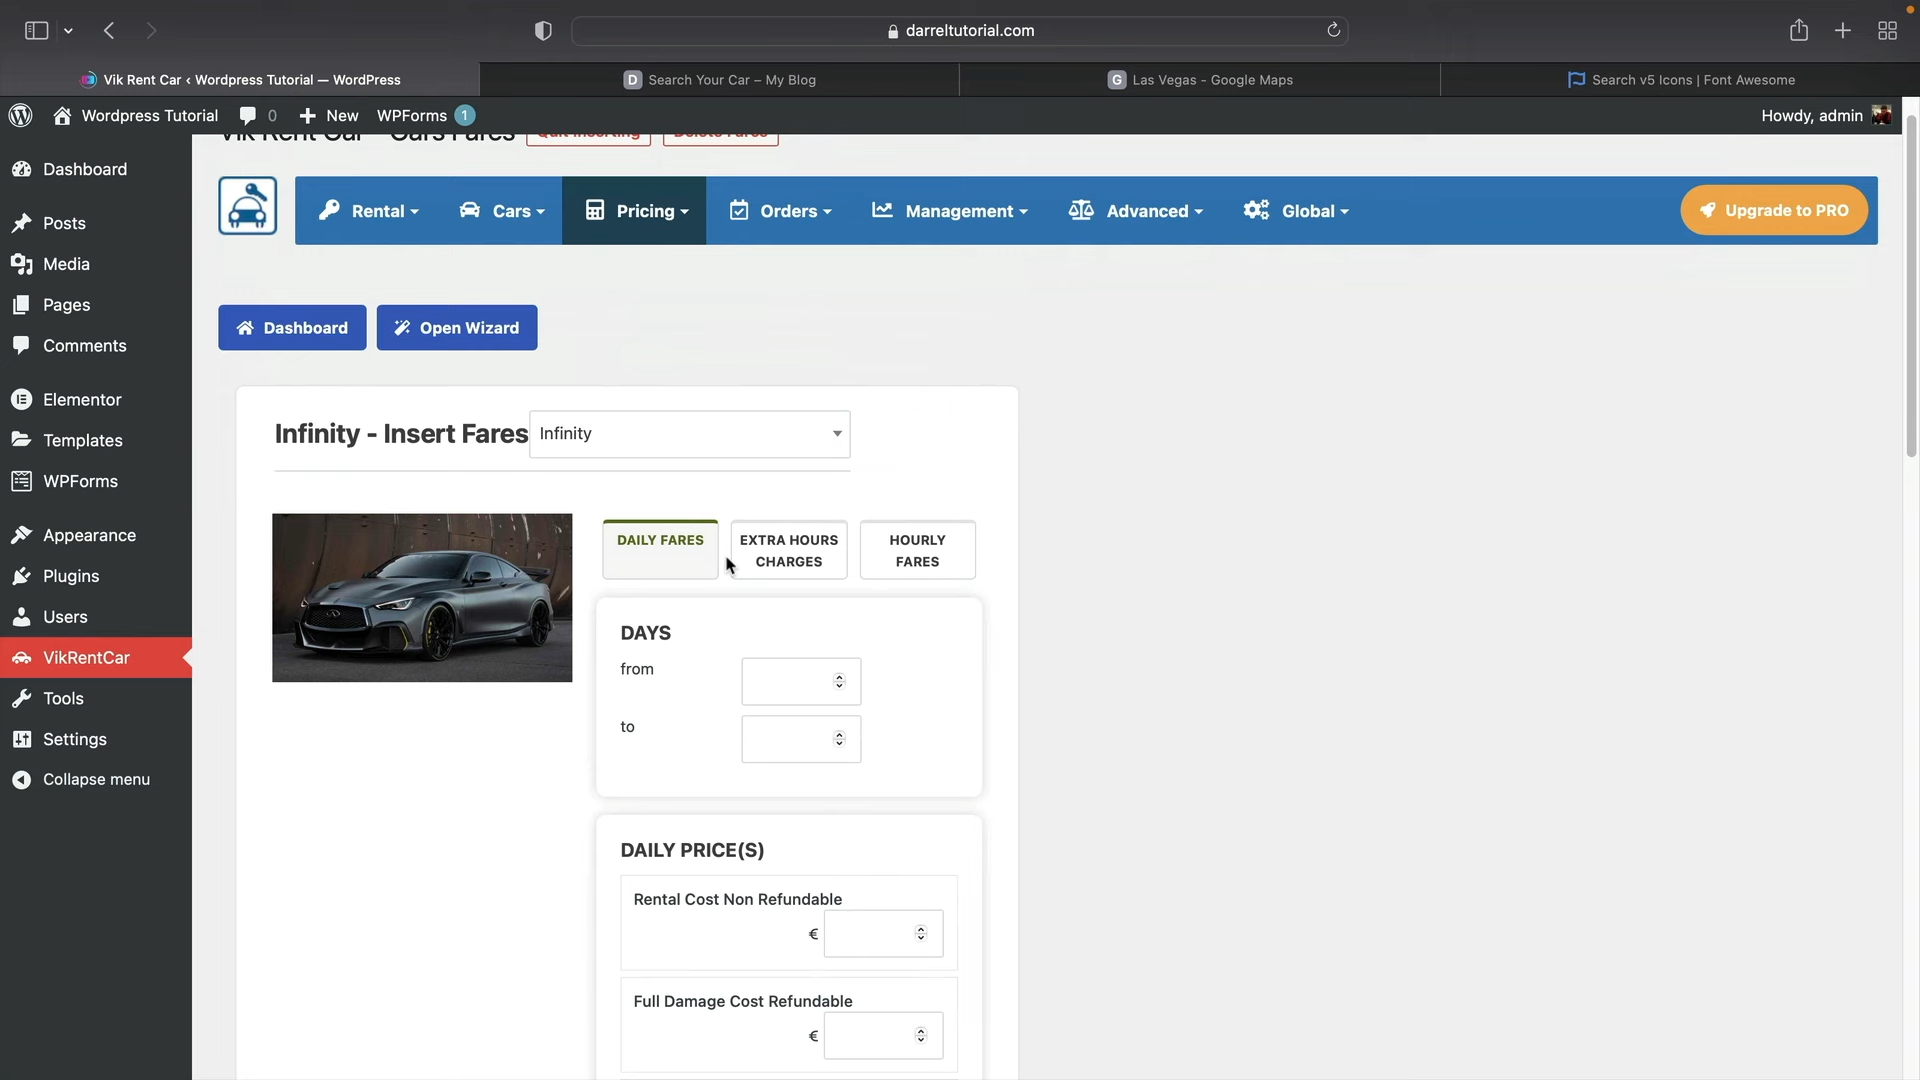 darreltutorial.com
Vik Rent Car ‹ Wordpress Tutorial — WordPress
D Search Your Car – My Blog
G Las Vegas - Google Maps
Search v5 Icons | Font Awesome
Wordpress Tutorial
0
New
WPForms 1
Howdy, admin
Vik Rent Car - Cars Fares
Quit Inserting
Delete Fares
Dashboard
Posts
Media
Pages
Comments
Elementor
Templates
WPForms
Appearance
Plugins
Users
VikRentCar
Tools
Settings
Collapse menu
Rental
Cars
Pricing
Orders
Management
Advanced
Global
Upgrade to PRO
Dashboard
Open Wizard
Infinity - Insert Fares
Infinity
DAILY FARES
EXTRA HOURS
CHARGES
HOURLY
FARES
DAYS
from
to
DAILY PRICE(S)
Rental Cost Non Refundable
€
Full Damage Cost Refundable
€